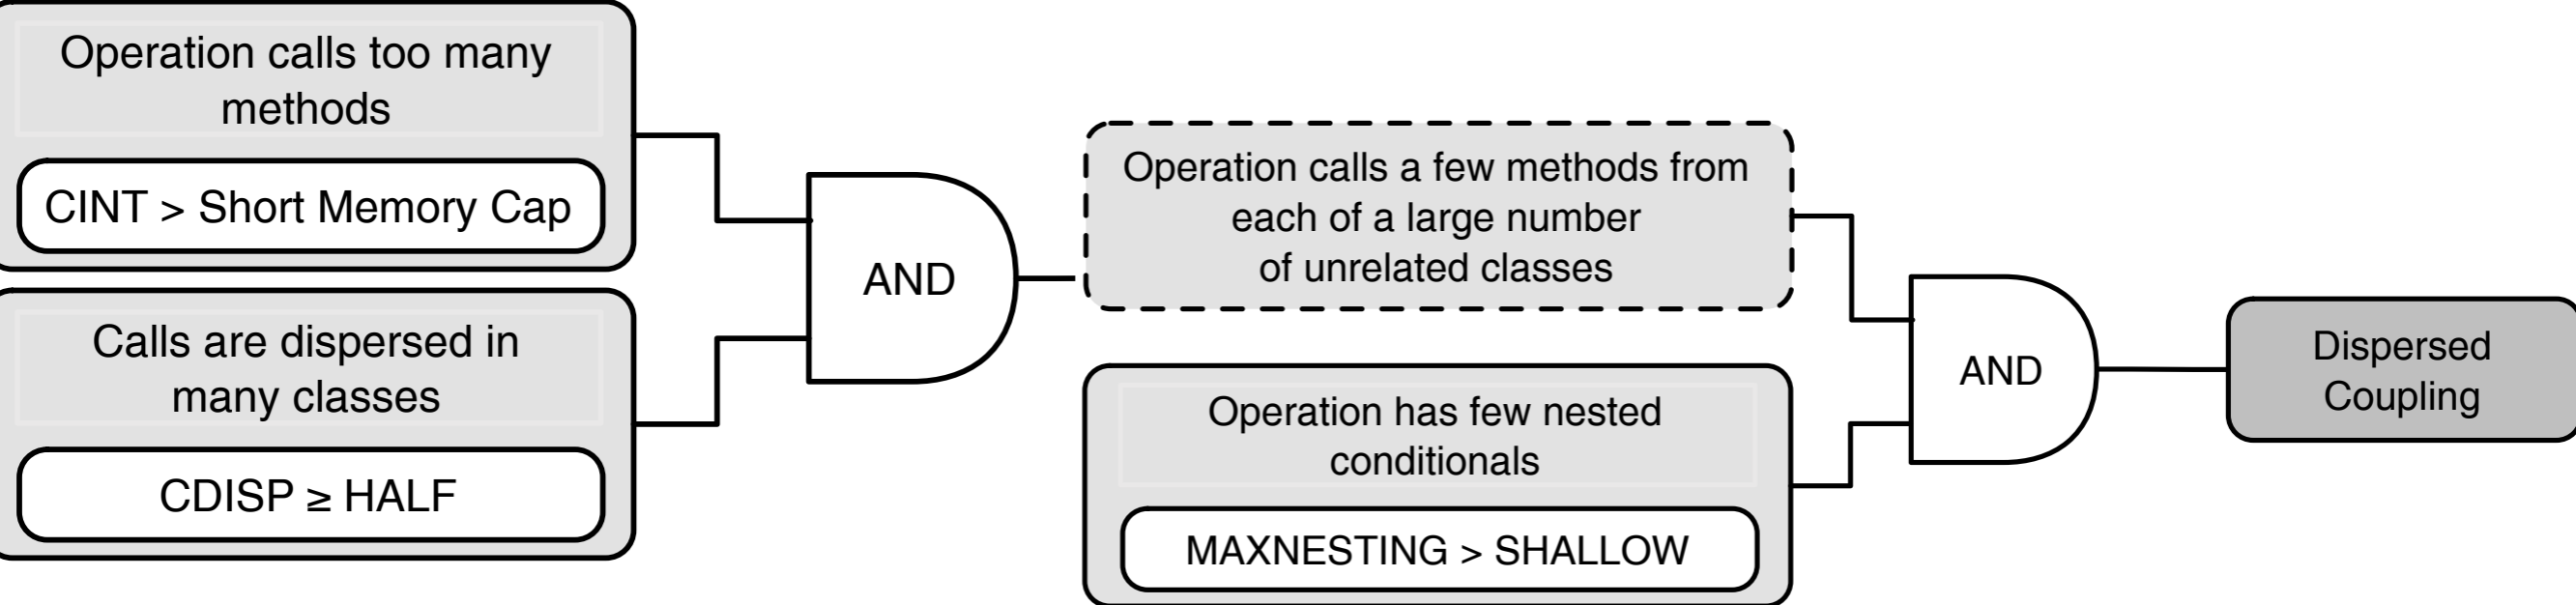 Operation calls too many
methods
CINT > Short Memory Cap
Calls are dispersed in
many classes
CDISP ≥ HALF
AND
Operation calls a few methods from
each of a large number
of unrelated classes
Operation has few nested
conditionals
MAXNESTING > SHALLOW
AND
Dispersed
Coupling